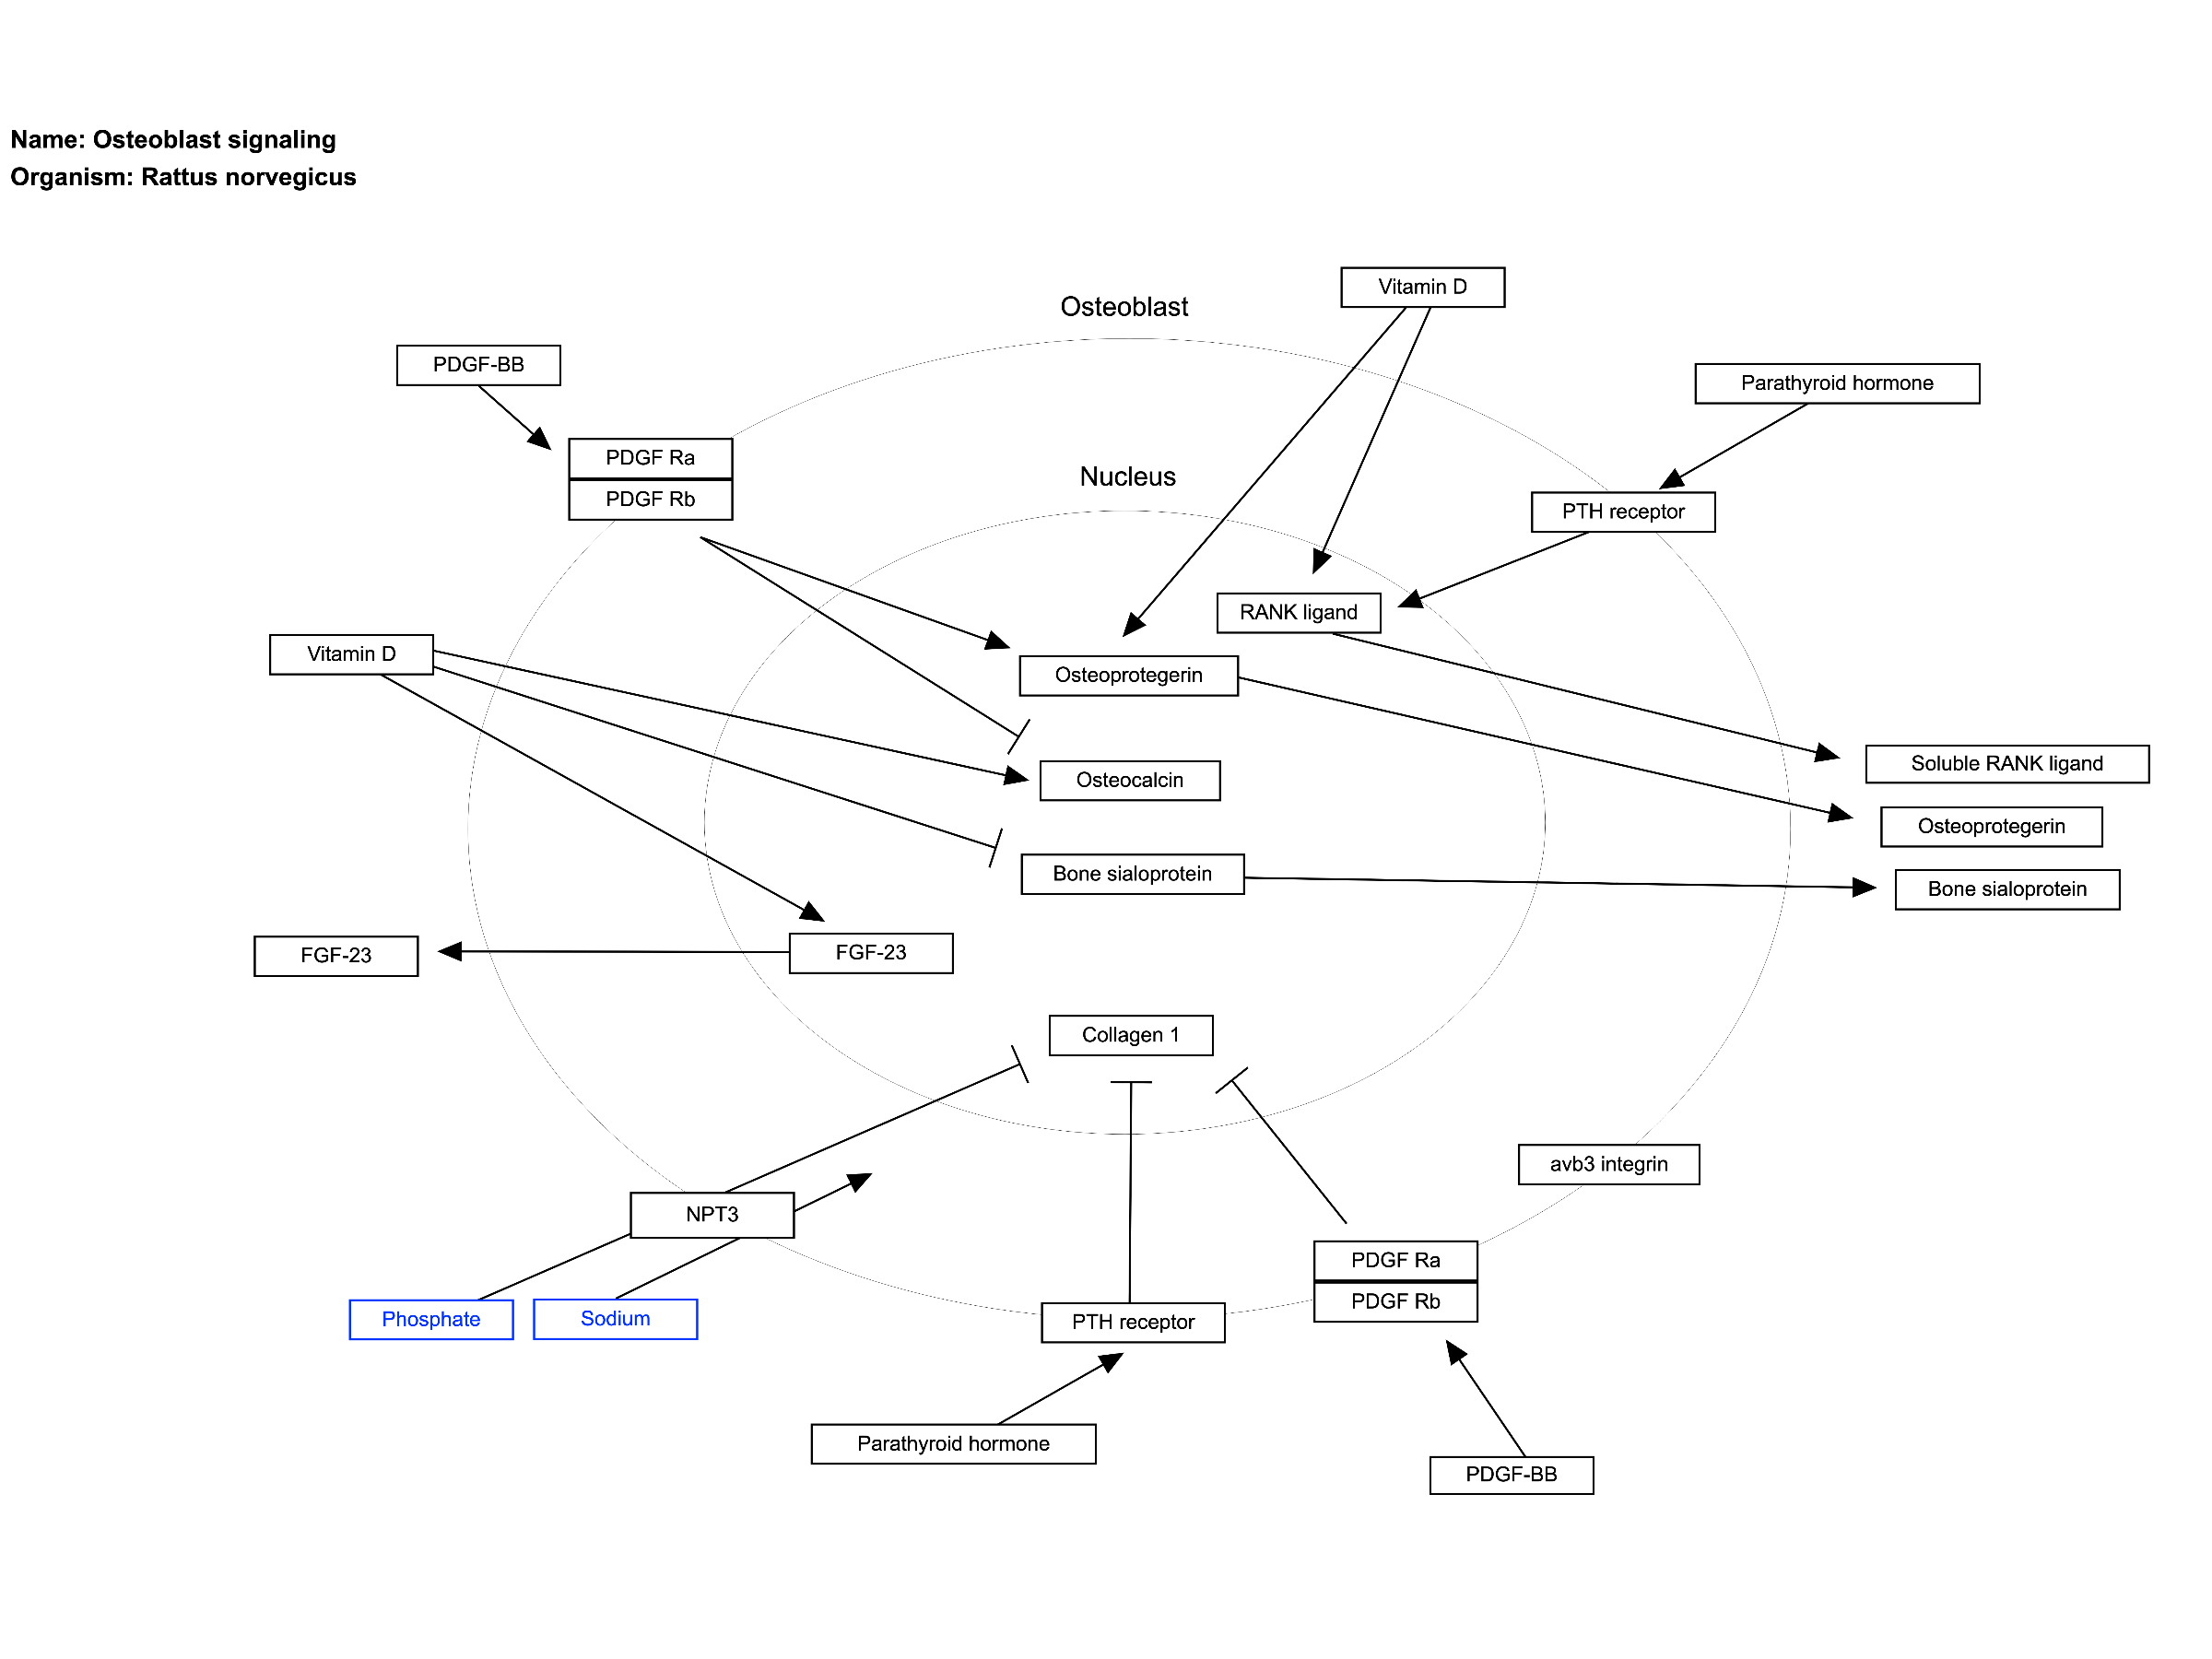 Name: Osteoblast signaling
Organism: Rattus norvegicus
Vitamin D
Osteoblast
PDGF-BB
Parathyroid hormone
PDGF Ra
Nucleus
PDGF Rb
PTH receptor
RANK ligand
Vitamin D
Osteoprotegerin
Soluble RANK ligand
Osteocalcin
Osteoprotegerin
Bone sialoprotein
Bone sialoprotein
FGF-23
FGF-23
Collagen 1
avb3 integrin
NPT3
PDGF Ra
PDGF Rb
Phosphate
Sodium
PTH receptor
Parathyroid hormone
PDGF-BB